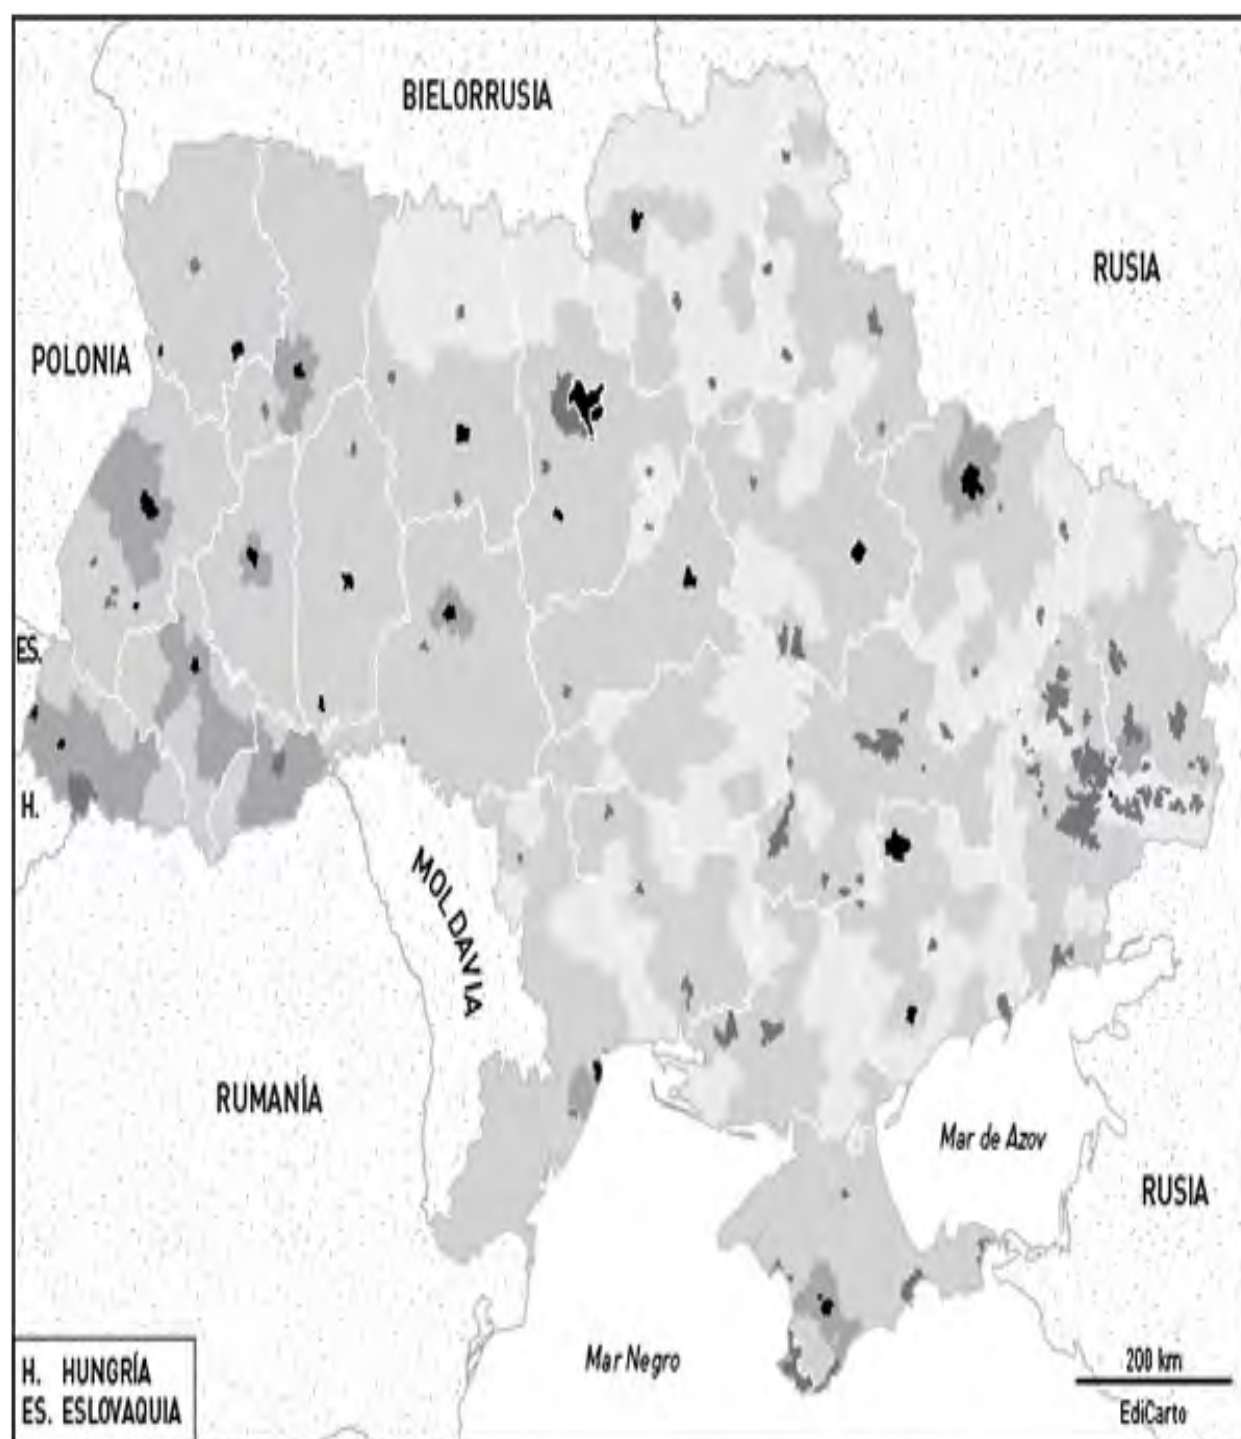 BIELORRUSIA
RUSIA
POLONIA
ES.
H.
MOLDAVIA
RUMANÍA
Mar de Azov
RUSIA
Mar Negro
200 km
EdiCarto
H. HUNGRÍA
ES. ESLOVAQUIA